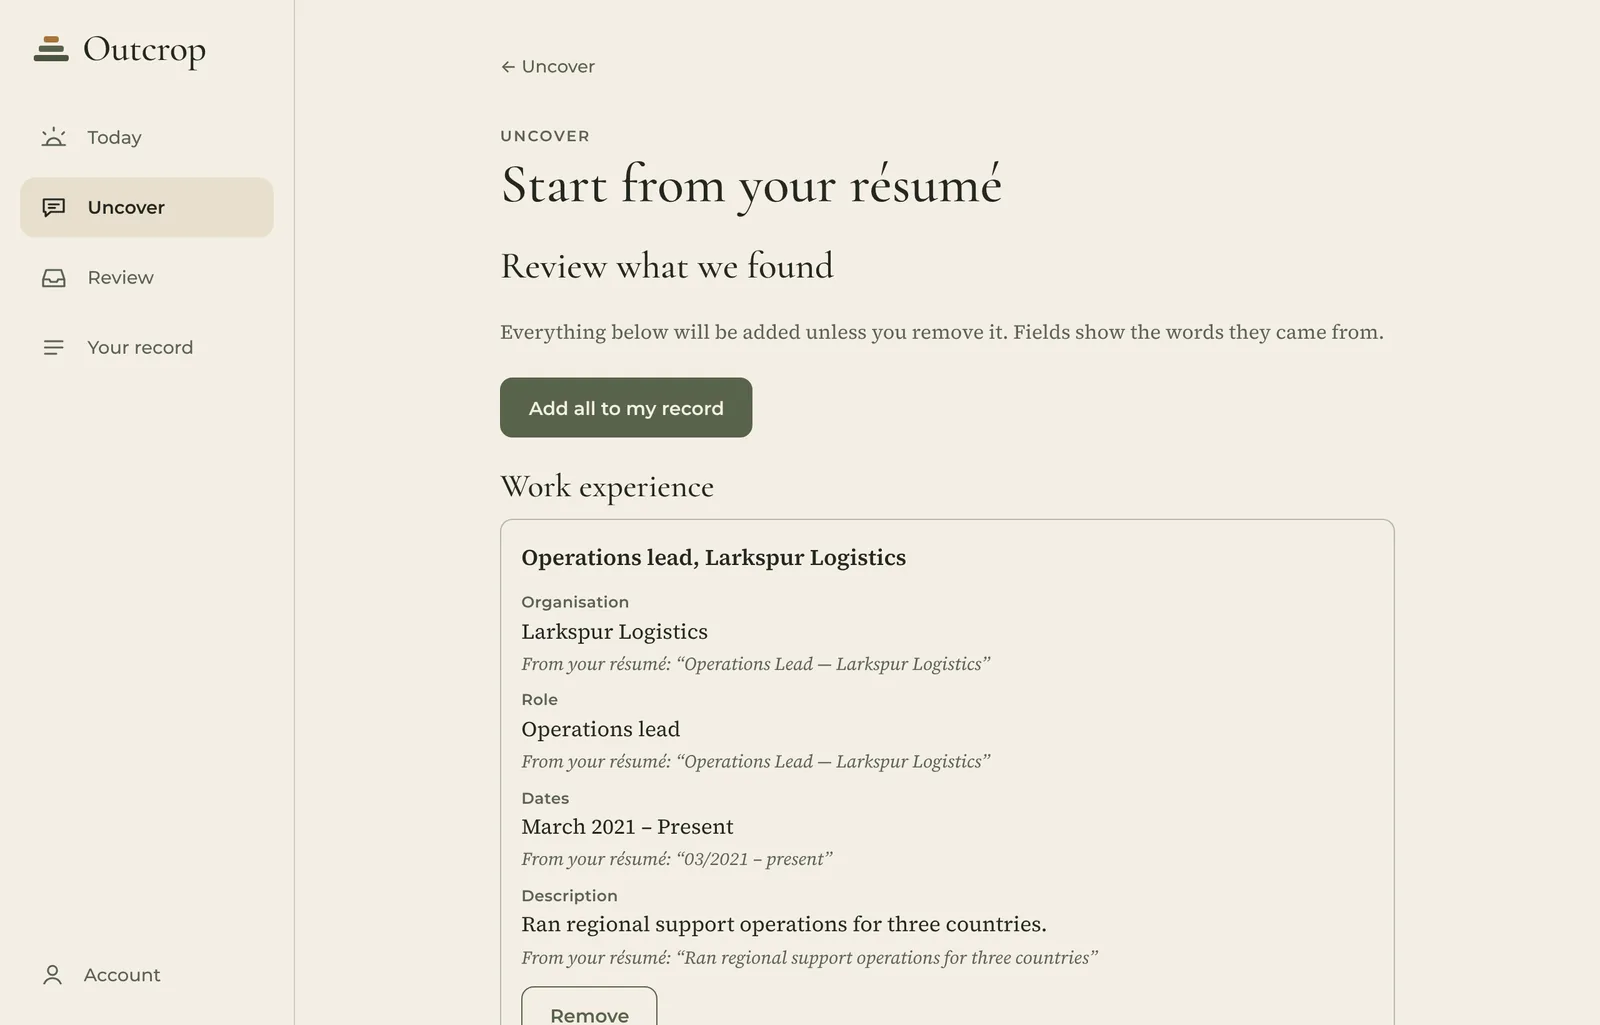 Outcrop
Today
Uncover
Review
Your record
Account
← Uncover
UNCOVER
Start from your résumé
Review what we found
Everything below will be added unless you remove it. Fields show the words they came from.
Add all to my record
Work experience
Operations lead, Larkspur Logistics
Organisation
Larkspur Logistics
From your résumé: “Operations Lead — Larkspur Logistics”
Role
Operations lead
From your résumé: “Operations Lead — Larkspur Logistics”
Dates
March 2021 – Present
From your résumé: “03/2021 – present”
Description
Ran regional support operations for three countries.
From your résumé: “Ran regional support operations for three countries”
Remove